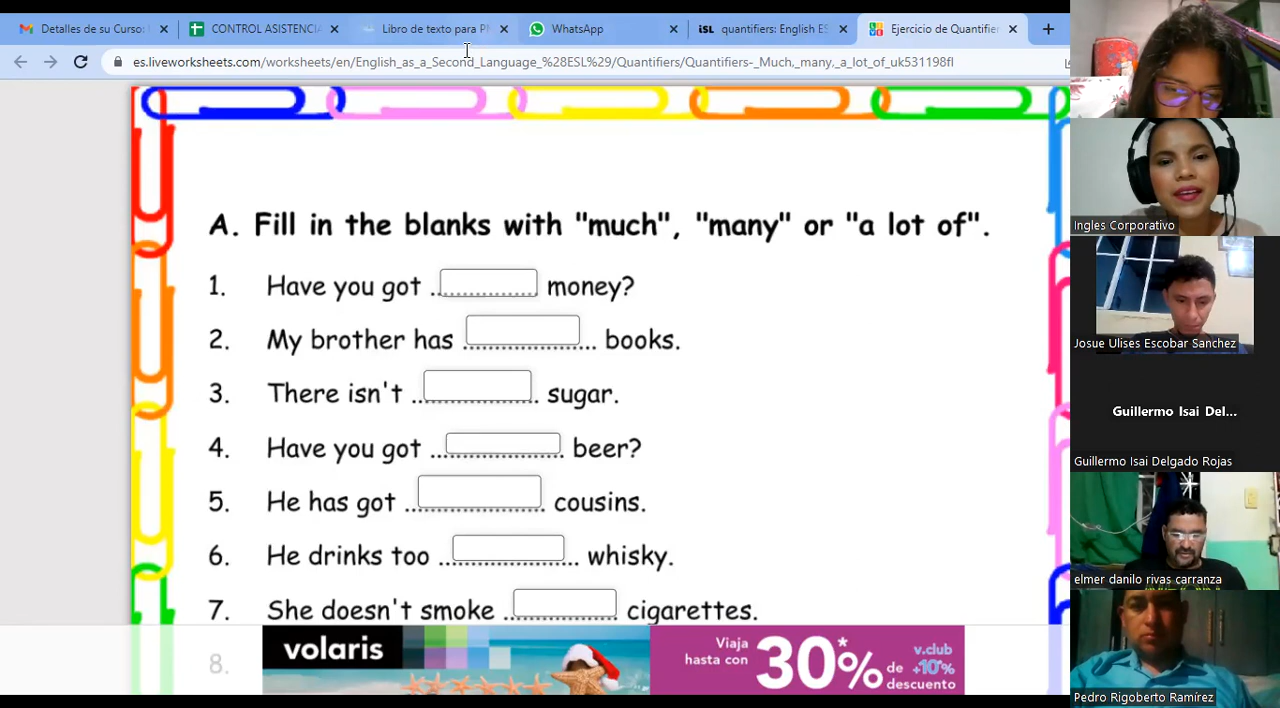 Detalles de su Curso:
CONTROL ASISTENCIA
Libro de texto para P
WhatsApp
iSL quantifiers: English ES
Ejercicio de Quantifie
es.liveworksheets.com/worksheets/en/English_as_a_Second_Language_%28ESL%29/Quantifiers/Quantifiers-_Much,_many,_a_lot_of_uk531198fl
A. Fill in the blanks with "much", "many" or "a lot of".
1. Have you got .............. money?
2. My brother has .................. books.
3. There isn't ................. sugar.
4. Have you got .................. beer?
5. He has got .................. cousins.
6. He drinks too .................. whisky.
7. She doesn't smoke .................. cigarettes.
8.
volaris
Viaja
hasta con
30%*
de descuento
v.club
+10*%
Ingles Corporativo
Josue Ulises Escobar Sanchez
Guillermo Isai Del...
Guillermo Isai Delgado Rojas
elmer danilo rivas carranza
Pedro Rigoberto Ramírez